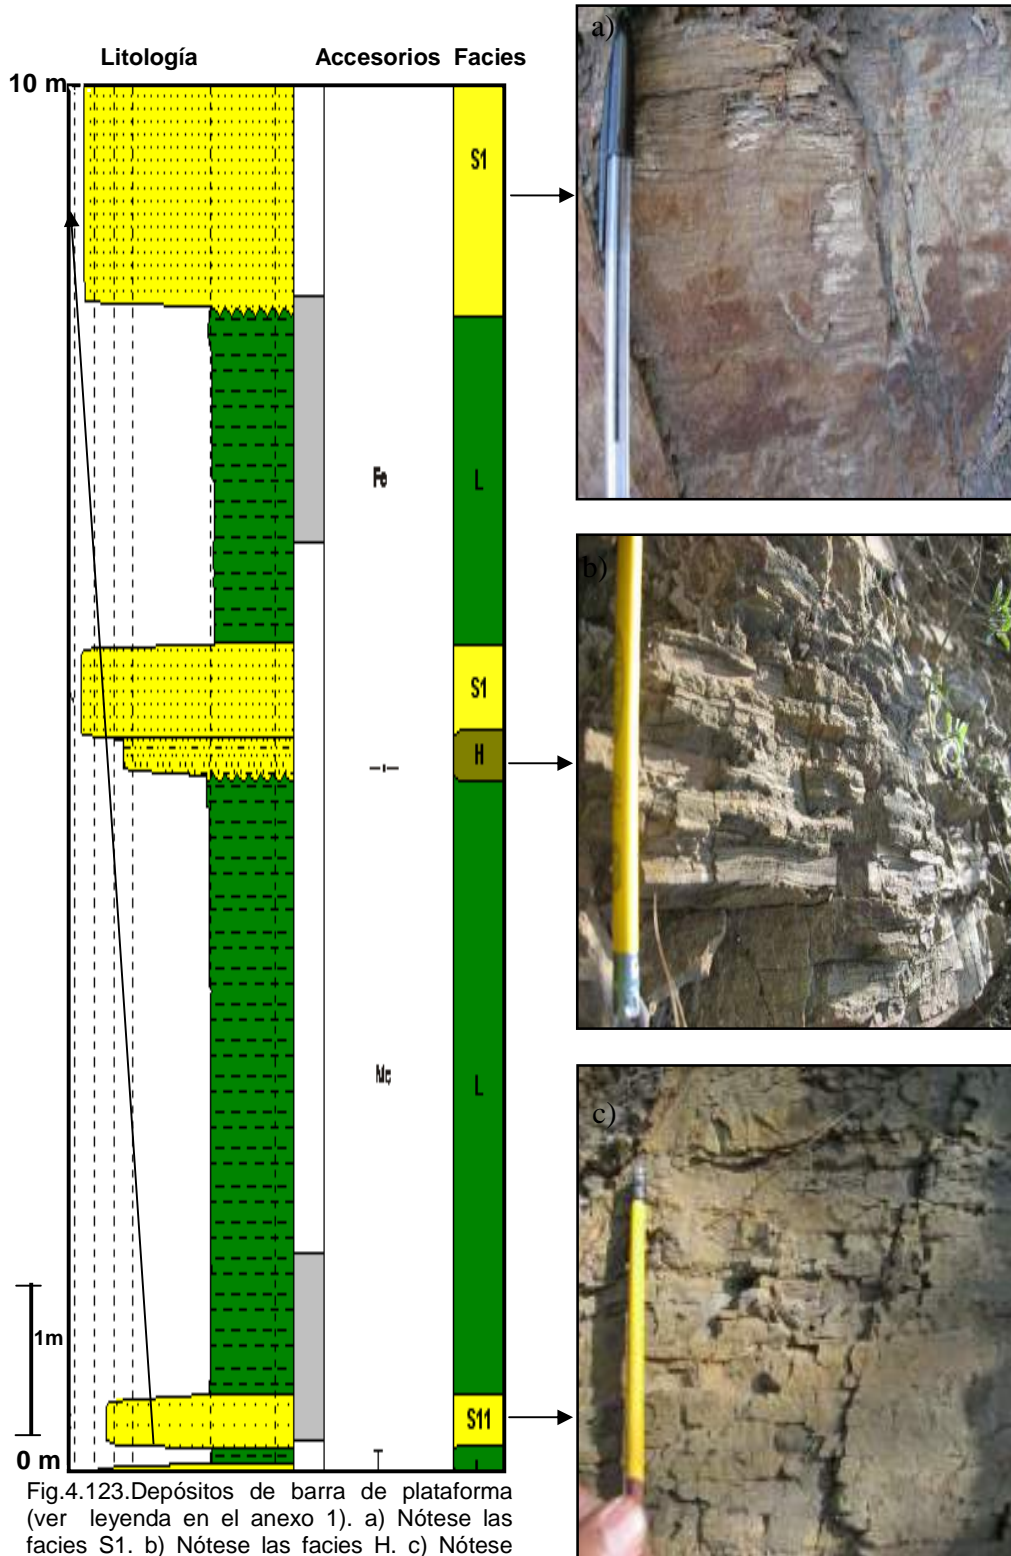 Litología Accesorios Facies
10 m
a)
S1
Fe
L
S1
b)
H
Mc
L
c)
1m
S11
0 m
L
Fig.4.123.Depósitos de barra de plataforma
(ver leyenda en el anexo 1). a) Nótese las
facies S1. b) Nótese las facies H. c) Nótese